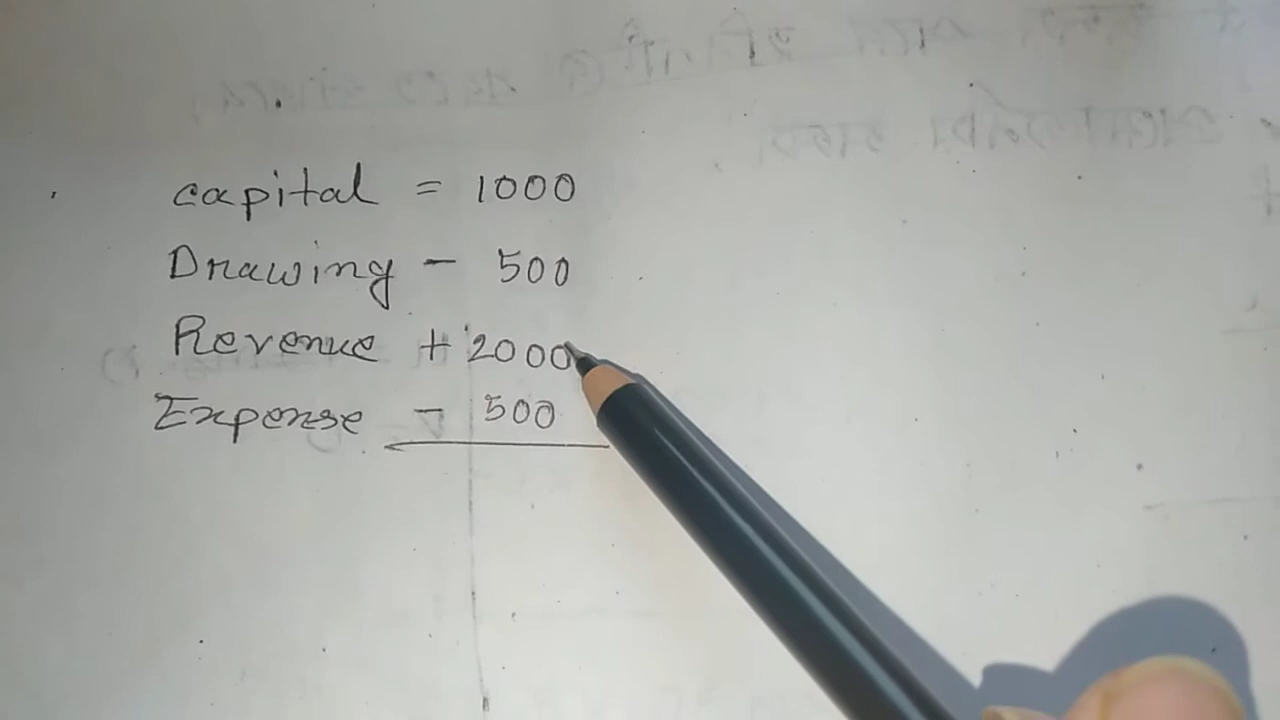 capital = 1000
Drawing - 500
Revenue + 2000
Expense - 500